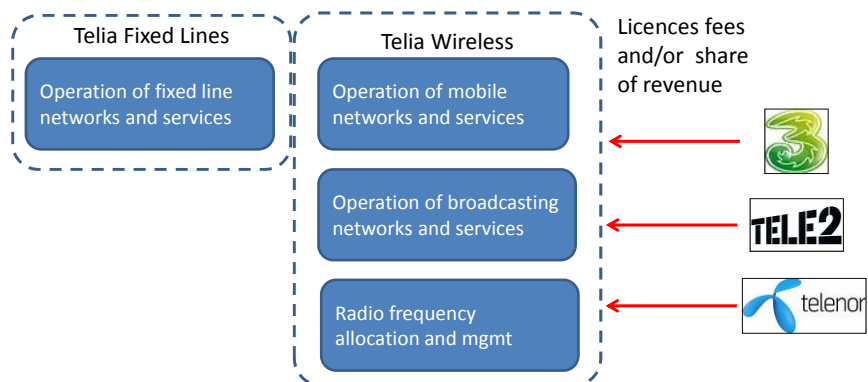 Telia Fixed Lines
Operation of fixed line
networks and services
Telia Wireless
Operation of mobile
networks and services
Operation of broadcasting
networks and services
Radio frequency
allocation and mgmt
Licences fees
and/or share
of revenue
3
TELE2
telenor